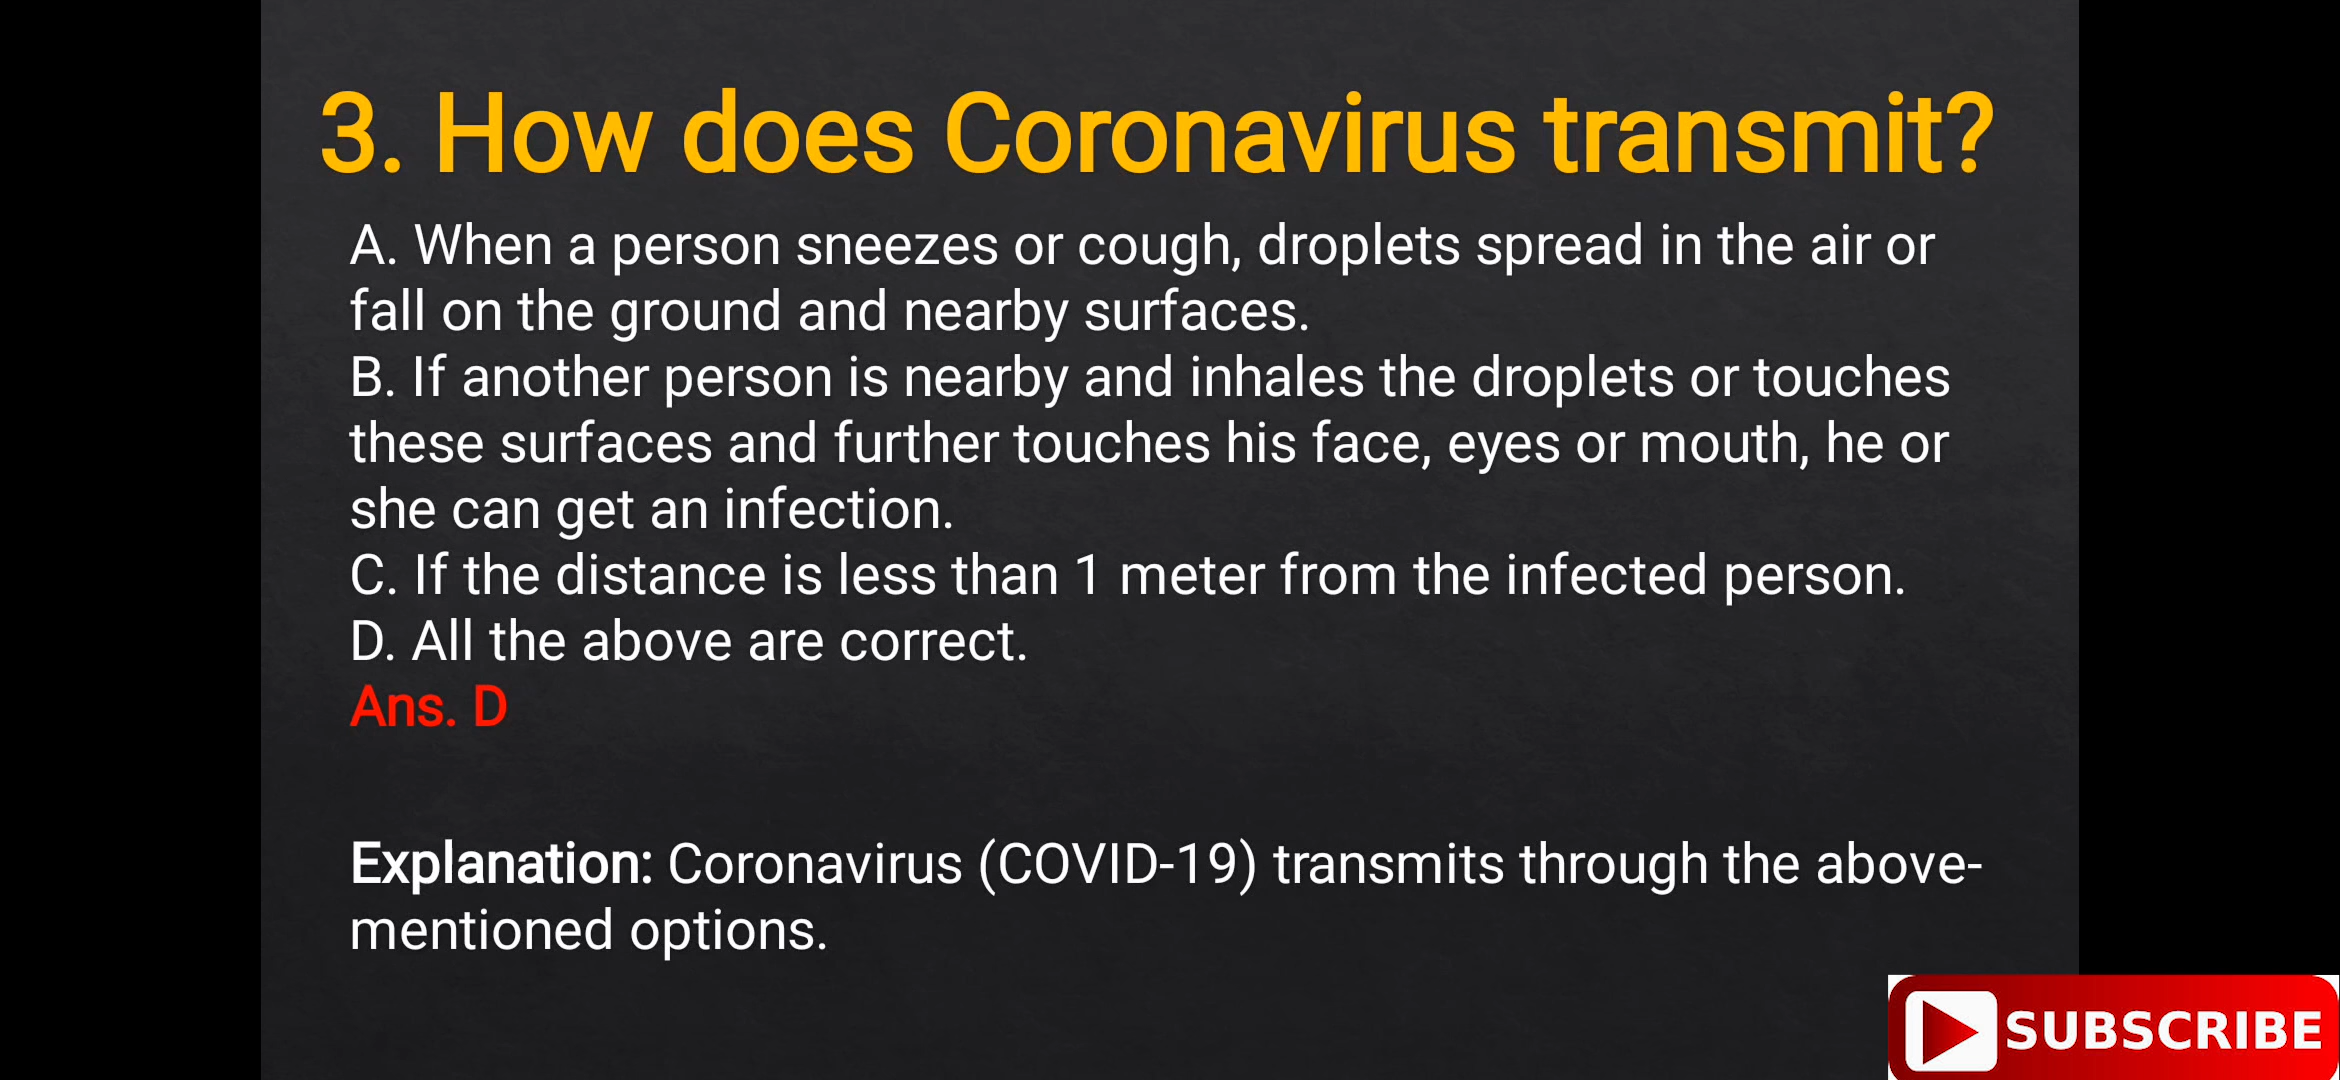 3. How does Coronavirus transmit?
A. When a person sneezes or cough, droplets spread in the air or
fall on the ground and nearby surfaces.
B. If another person is nearby and inhales the droplets or touches
these surfaces and further touches his face, eyes or mouth, he or
she can get an infection.
C. If the distance is less than 1 meter from the infected person.
D. All the above are correct.
Ans. D
Explanation: Coronavirus (COVID-19) transmits through the above-
mentioned options.
SUBSCRIBE